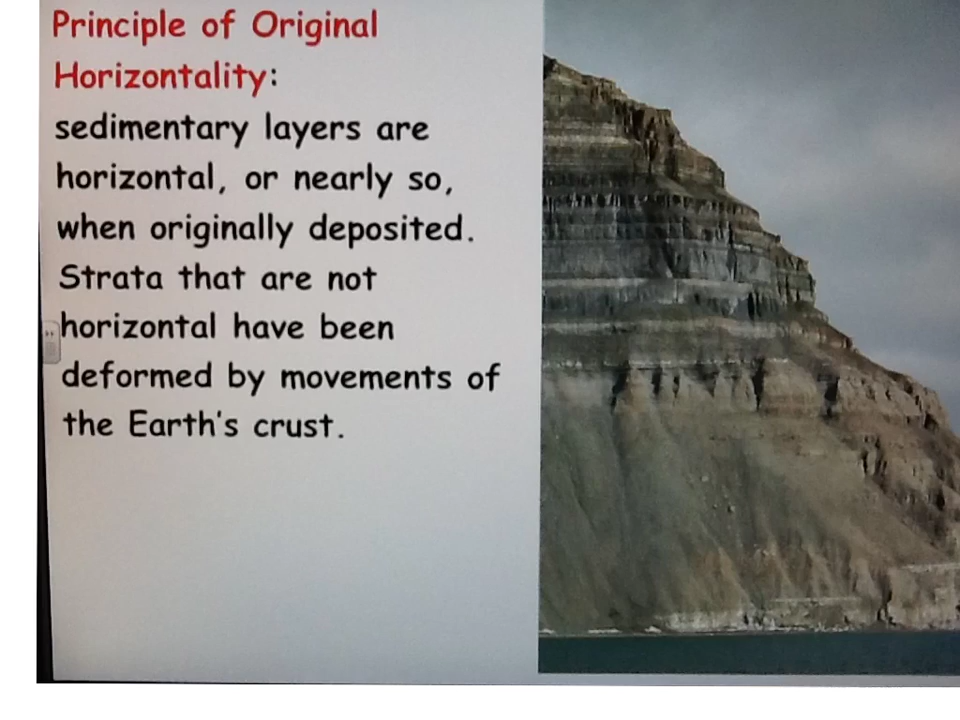 Principle of Original
Horizontality:
sedimentary layers are
horizontal, or nearly so,
when originally deposited.
Strata that are not
horizontal have been
deformed by movements of
the Earth's crust.